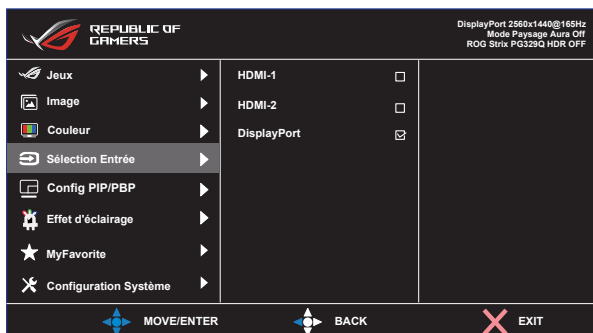 REPUBLIC OF
GAMERS
DisplayPort 2560x1440@165Hz
Mode Paysage Aura Off
ROG Strix PG329Q HDR OFF
Jeux
Image
Couleur
Sélection Entrée
Config PIP/PBP
Effet d'éclairage
MyFavorite
Configuration Système
HDMI-1
HDMI-2
DisplayPort
MOVE/ENTER
BACK
EXIT